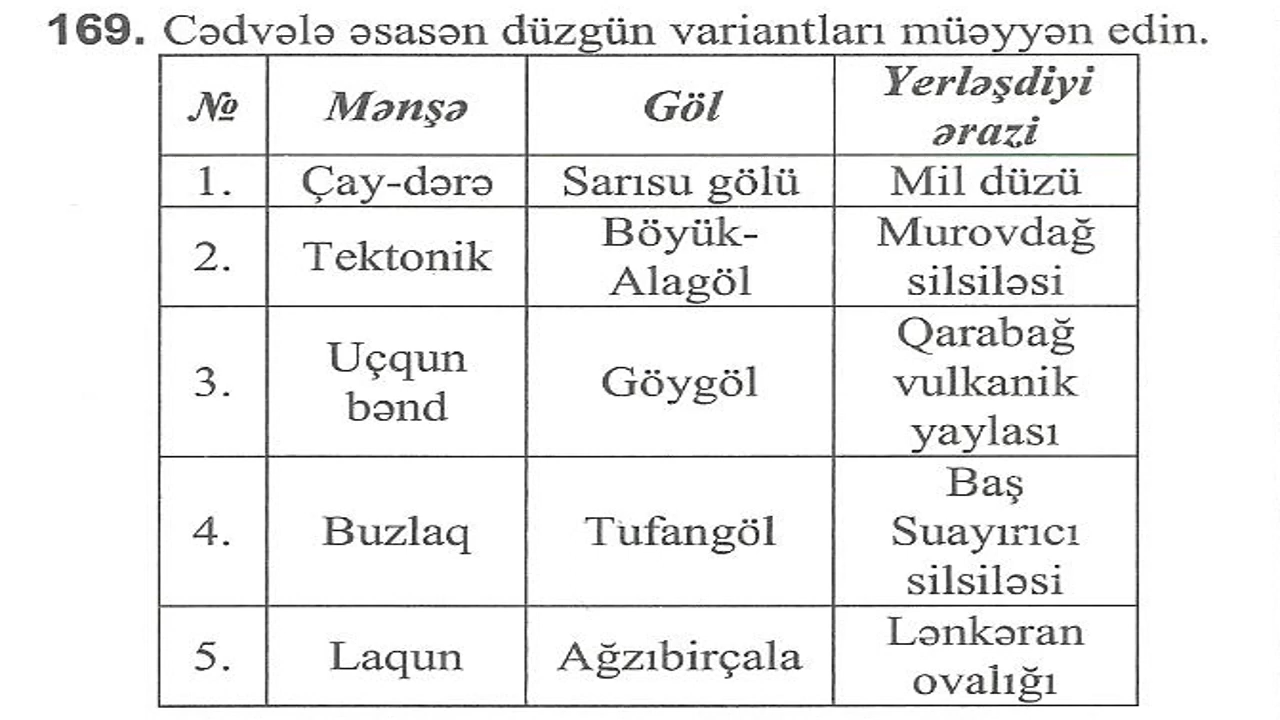 169. Cədvələ əsasən düzgün variantları müəyyən edin.
№ Mənşə Göl Yerləşdiyi ərazi
1. Çay-dərə Sarısu gölü Mil düzü
2. Tektonik Böyük-Alagöl Murovdağ silsiləsi
3. Uçqun bənd Göygöl Qarabağ vulkanik yaylası
4. Buzlaq Tufangöl Baş Suayırıcı silsiləsi
5. Laqun Ağzıbirçala Lənkəran ovalığı